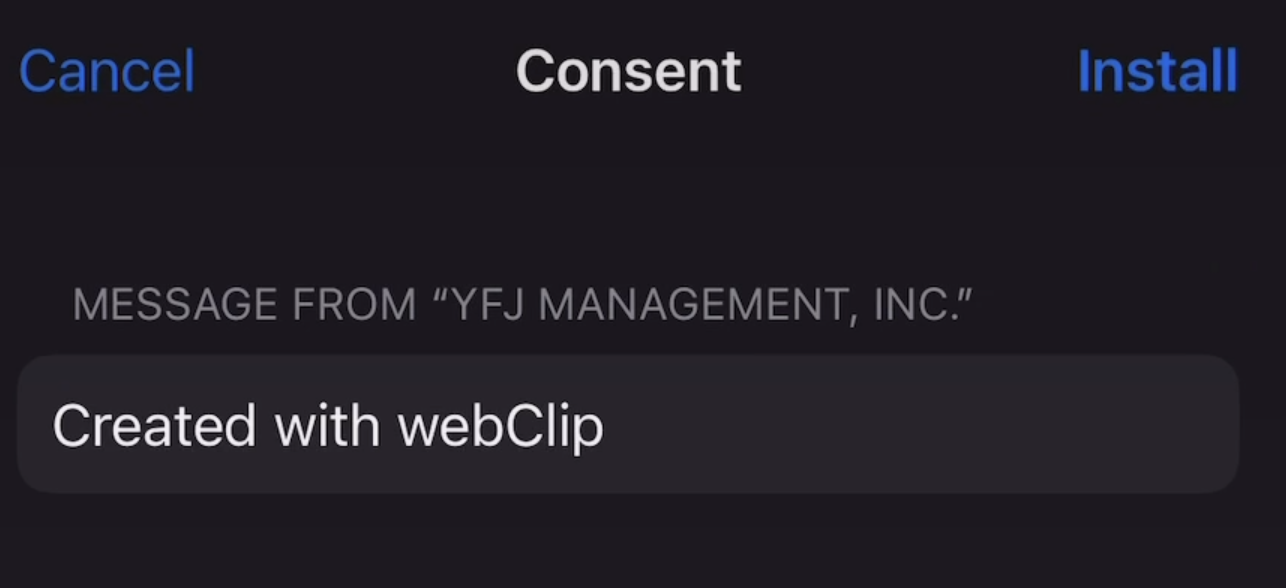 Cancel Consent Install
MESSAGE FROM “YFJ MANAGEMENT, INC.”
Created with webClip